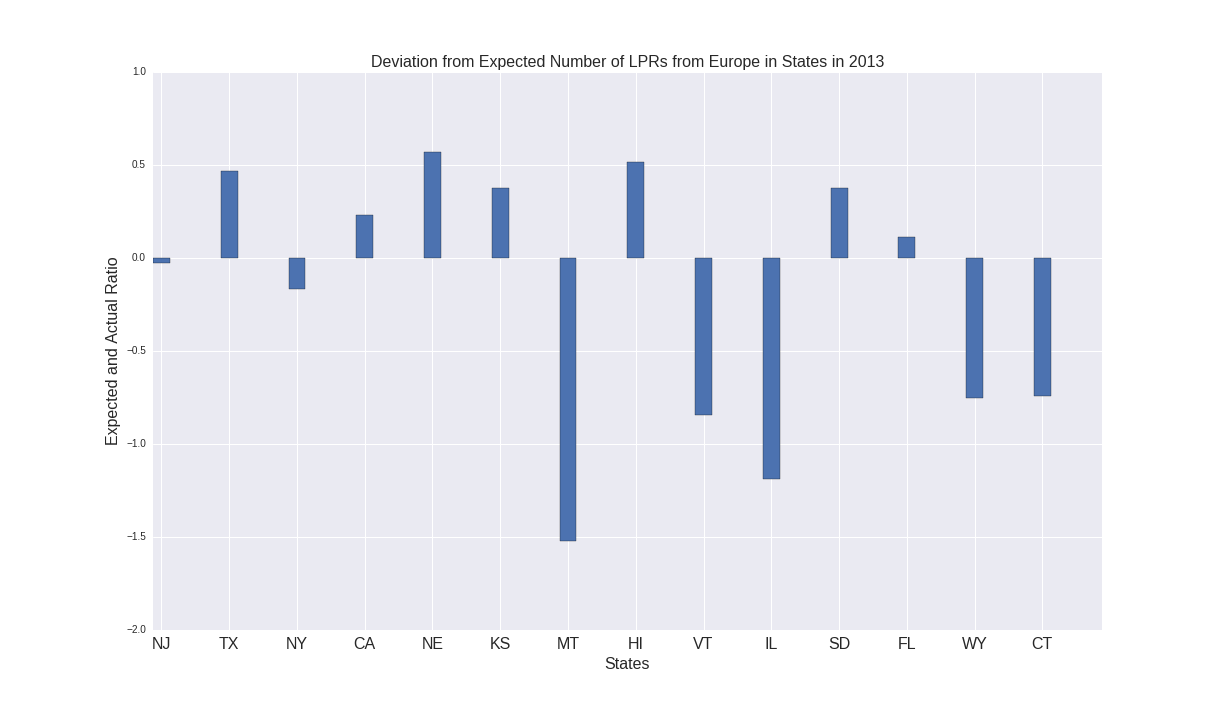 Deviation from Expected Number of LPRs from Europe in States in 2013
1.0
0.5
0.0
−0.5
−1.0
−1.5
−2.0
Expected and Actual Ratio
NJ TX NY CA NE KS MT HI VT IL SD FL WY CT
States